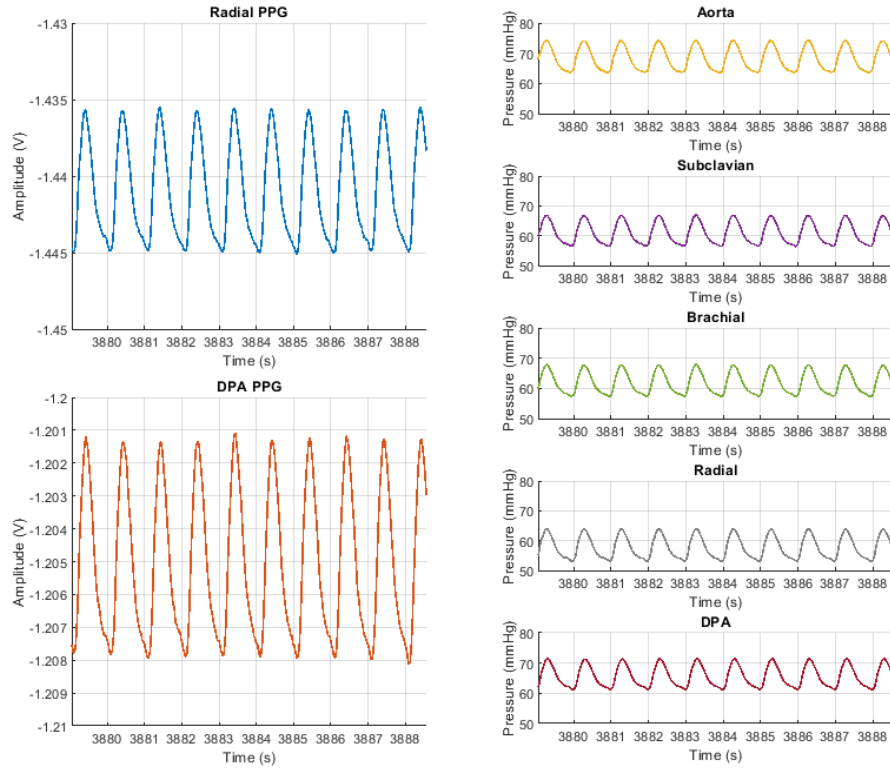 Radial PPG
-1.43
-1.435
-1.44
-1.445
-1.45
Amplitude (V)
3880 3881 3882 3883 3884 3885 3886 3887 3888
Time (s)
DPA PPG
-1.2
-1.201
-1.202
-1.203
-1.204
-1.205
-1.206
-1.207
-1.208
-1.209
-1.21
Amplitude (V)
3880 3881 3882 3883 3884 3885 3886 3887 3888
Time (s)
Aorta
80
70
60
50
Pressure (mmHg)
3880 3881 3882 3883 3884 3885 3886 3887 3888
Time (s)
Subclavian
80
70
60
50
Pressure (mmHg)
3880 3881 3882 3883 3884 3885 3886 3887 3888
Time (s)
Brachial
80
70
60
50
Pressure (mmHg)
3880 3881 3882 3883 3884 3885 3886 3887 3888
Time (s)
Radial
80
70
60
50
Pressure (mmHg)
3880 3881 3882 3883 3884 3885 3886 3887 3888
Time (s)
DPA
80
70
60
50
Pressure (mmHg)
3880 3881 3882 3883 3884 3885 3886 3887 3888
Time (s)